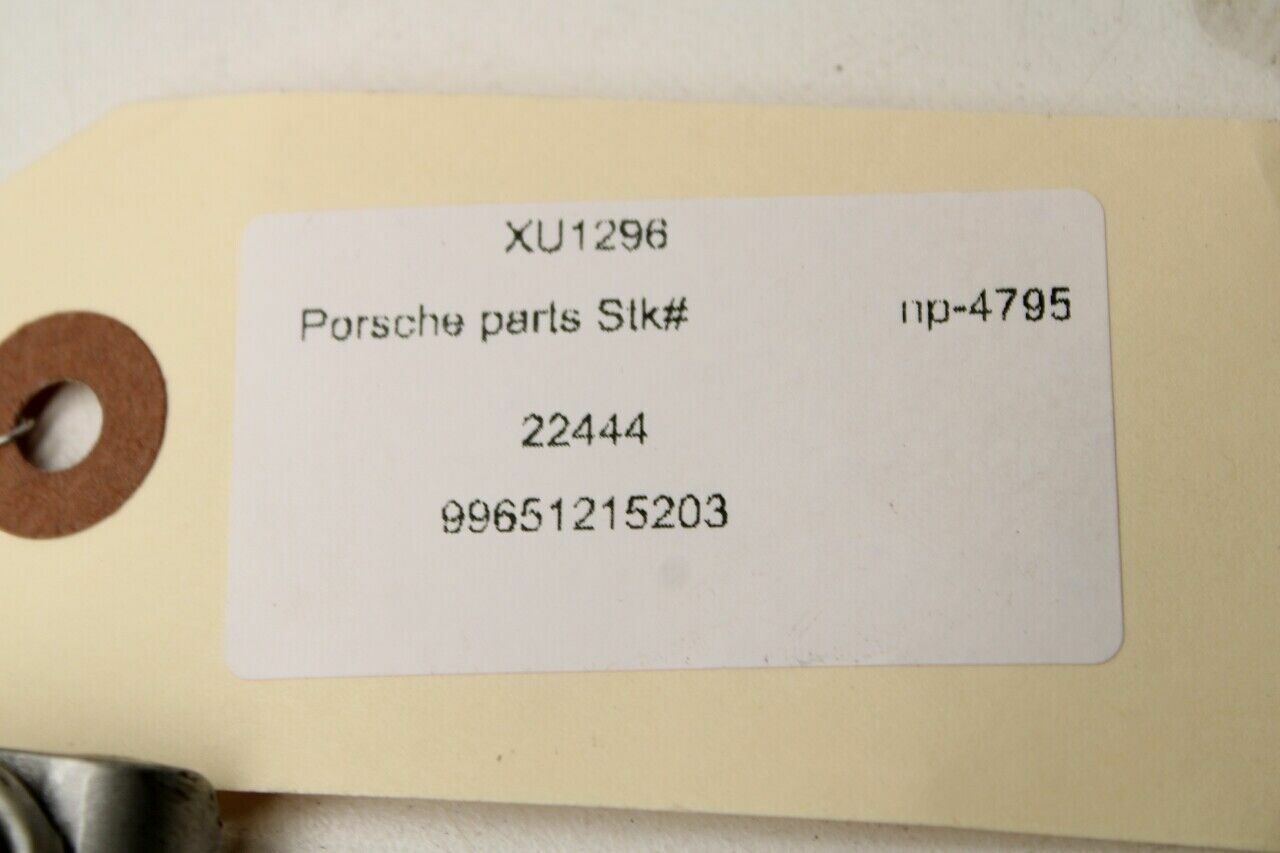 XU1296
Porsche parts Stk# np-4795
22444
99651215203